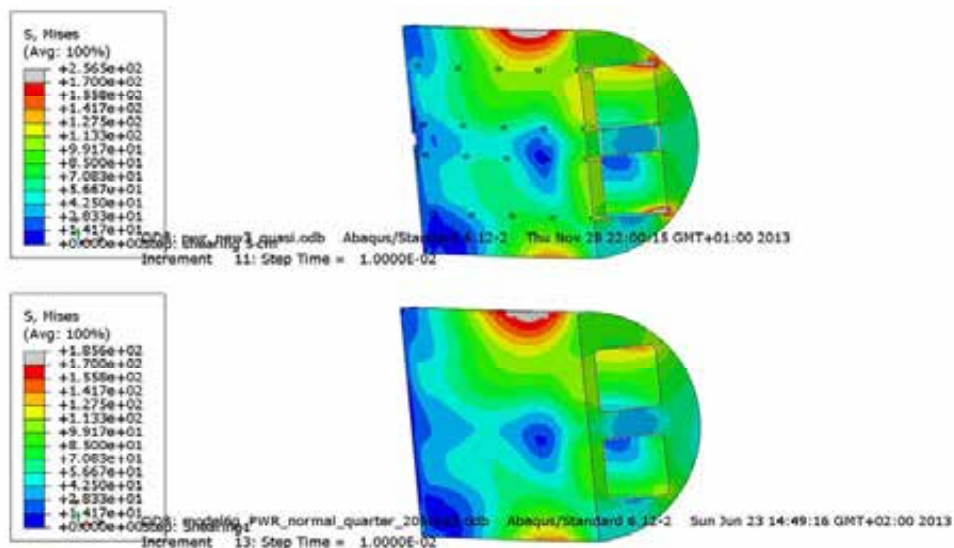 S, Mises
(Avg: 100%)
+2.565e+02
+1.700e+02
+1.558e+02
+1.417e+02
+1.275e+02
+1.133e+02
+9.917e+01
+8.500e+01
+7.083e+01
+5.667e+01
+4.250e+01
+2.833e+01
+1.417e+01
+0.000e+00
ODB: pwr_new3_quasi.odb Abaqus/Standard 6.12-2 Thu Nov 28 22:00:15 GMT+01:00 2013
Step: shearing
Increment 11: Step Time = 1.0000E-02
S, Mises
(Avg: 100%)
+1.856e+02
+1.700e+02
+1.558e+02
+1.417e+02
+1.275e+02
+1.133e+02
+9.917e+01
+8.500e+01
+7.083e+01
+5.667e+01
+4.250e+01
+2.833e+01
+1.417e+01
+0.000e+00
ODB: Abaqus/Standard 6.12-2 Sun Jun 23 14:49:16 GMT+02:00 2013
Step: Shearing1
Increment 13: Step Time = 1.0000E-02